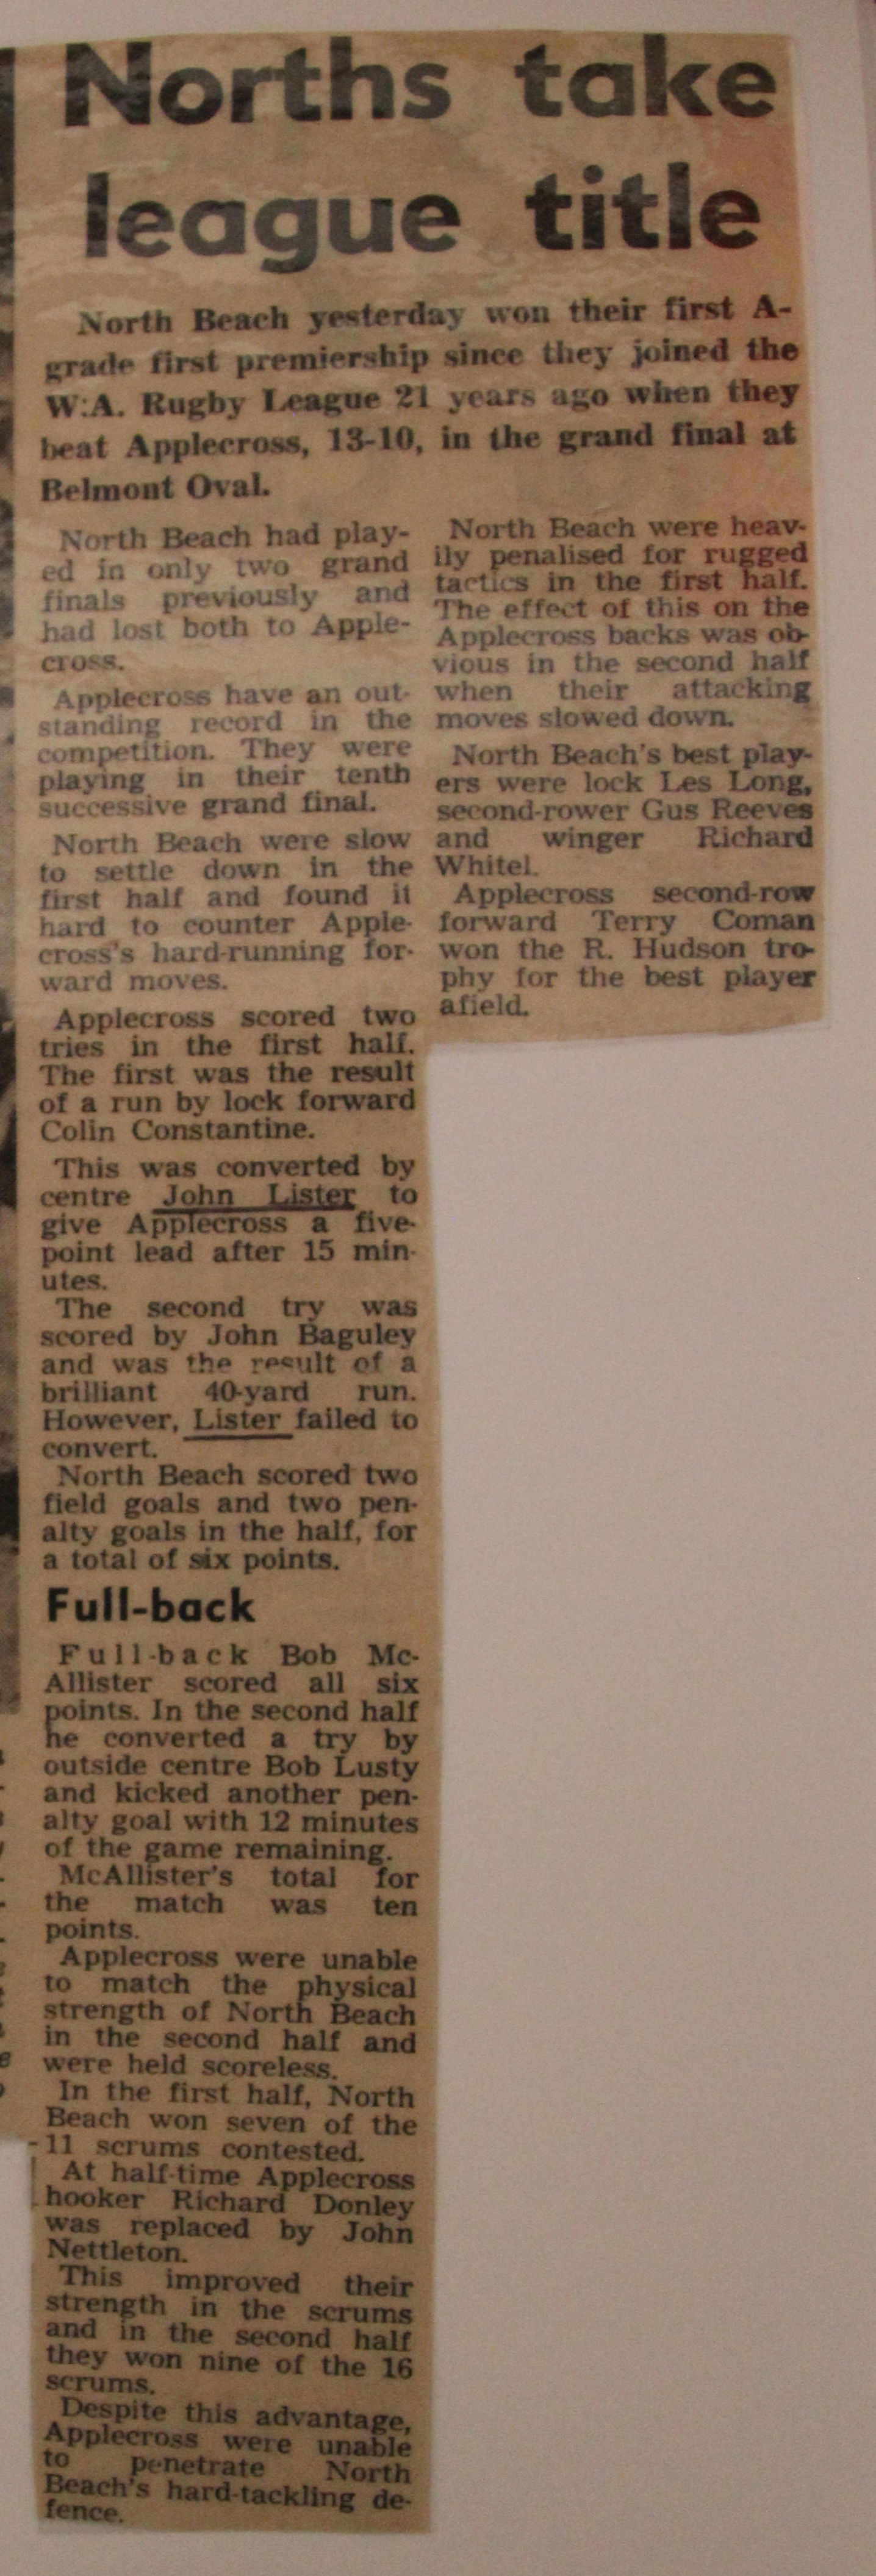 Norths take
league title
North Beach yesterday won their first A-
grade first premiership since they joined the
W.A. Rugby League 21 years ago when they
beat Applecross, 13-10, in the grand final at
Belmont Oval.
North Beach had play-
ed in only two grand
finals previously and
had lost both to Apple-
cross.
Applecross have an out-
standing record in the
competition. They were
playing in their tenth
successive grand final.
North Beach were slow
to settle down in the
first half and found it
hard to counter Apple-
cross's hard-running for-
ward moves.
Applecross scored two
tries in the first half.
The first was the result
of a run by lock forward
Colin Constantine.
This was converted by
centre John Lister to
give Applecross a five-
point lead after 15 min-
utes.
The second try was
scored by John Baguley
and was the result of a
brilliant 40-yard run.
However, Lister failed to
convert.
North Beach scored two
field goals and two pen-
alty goals in the half, for
a total of six points.
Full-back
Full-back Bob Mc-
Allister scored all six
points. In the second half
he converted a try by
outside centre Bob Lusty
and kicked another pen-
alty goal with 12 minutes
of the game remaining.
McAllister's total for
the match was ten
points.
Applecross were unable
to match the physical
strength of North Beach
in the second half and
were held scoreless.
In the first half, North
Beach won seven of the
11 scrums contested.
At half-time Applecross
hooker Richard Donley
was replaced by John
Nettleton.
This improved their
strength in the scrums
and in the second half
they won nine of the 16
scrums.
Despite this advantage,
Applecross were unable
to penetrate North
Beach's hard-tackling de-
fence.
North Beach were heav-
ily penalised for rugged
tactics in the first half.
The effect of this on the
Applecross backs was ob-
vious in the second half
when their attacking
moves slowed down.
North Beach's best play-
ers were lock Les Long,
second-rower Gus Reeves
and winger Richard
Whitel.
Applecross second-row
forward Terry Coman
won the R. Hudson tro-
phy for the best player
afield.